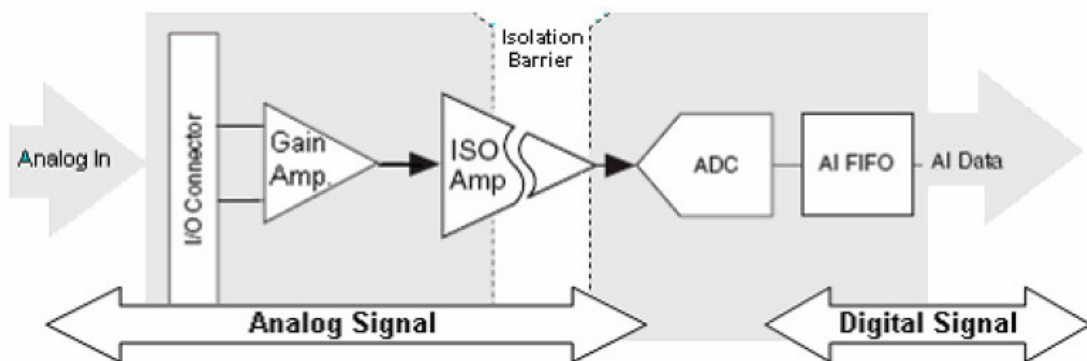 Isolation
Barrier
Analog In
I/O Connector
Gain
Amp.
ISO
Amp
ADC
AI FIFO
AI Data
Analog Signal
Digital Signal